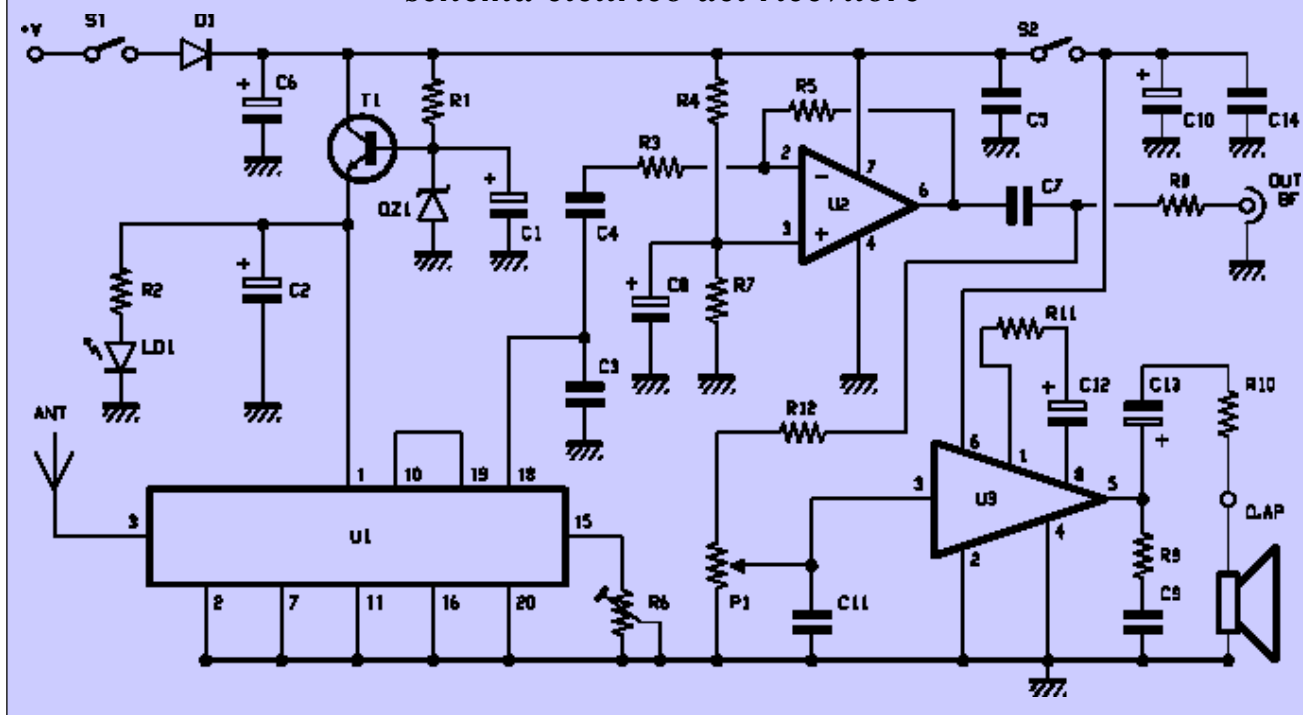 schema elettrico del ricevitore
+V
S1
D1
S2
C6
T1
R1
R4
R5
C5
C10
C14
R3
2
7
C7
R8
OUT
BF
U2
6
DZ1
C1
C4
3
4
R2
C2
C8
R7
R11
LD1
C3
C12
C13
R10
ANT
R12
1
10
19
18
6
1
8
3
U1
15
3
U3
5
4
2
R9
2
7
11
16
20
R6
P1
C11
C9